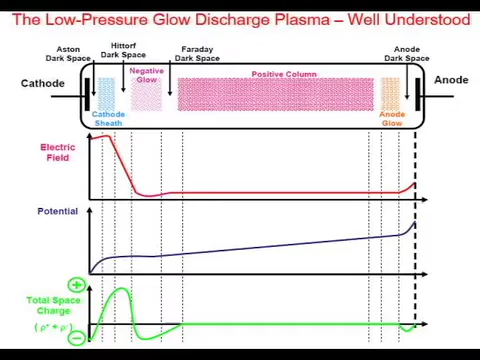 The Low-Pressure Glow Discharge Plasma – Well Understood
Aston
Dark Space
Hittorf
Dark Space
Faraday
Dark Space
Anode
Dark Space
Cathode
Negative
Glow
Positive Column
Anode
Cathode
Sheath
Anode
Glow
Electric
Field
Potential
+
Total Space
Charge
−